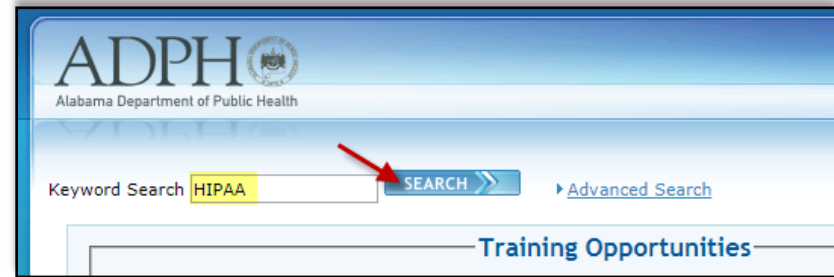 ADPH
Alabama Department of Public Health
Keyword Search HIPAA SEARCH Advanced Search
Training Opportunities